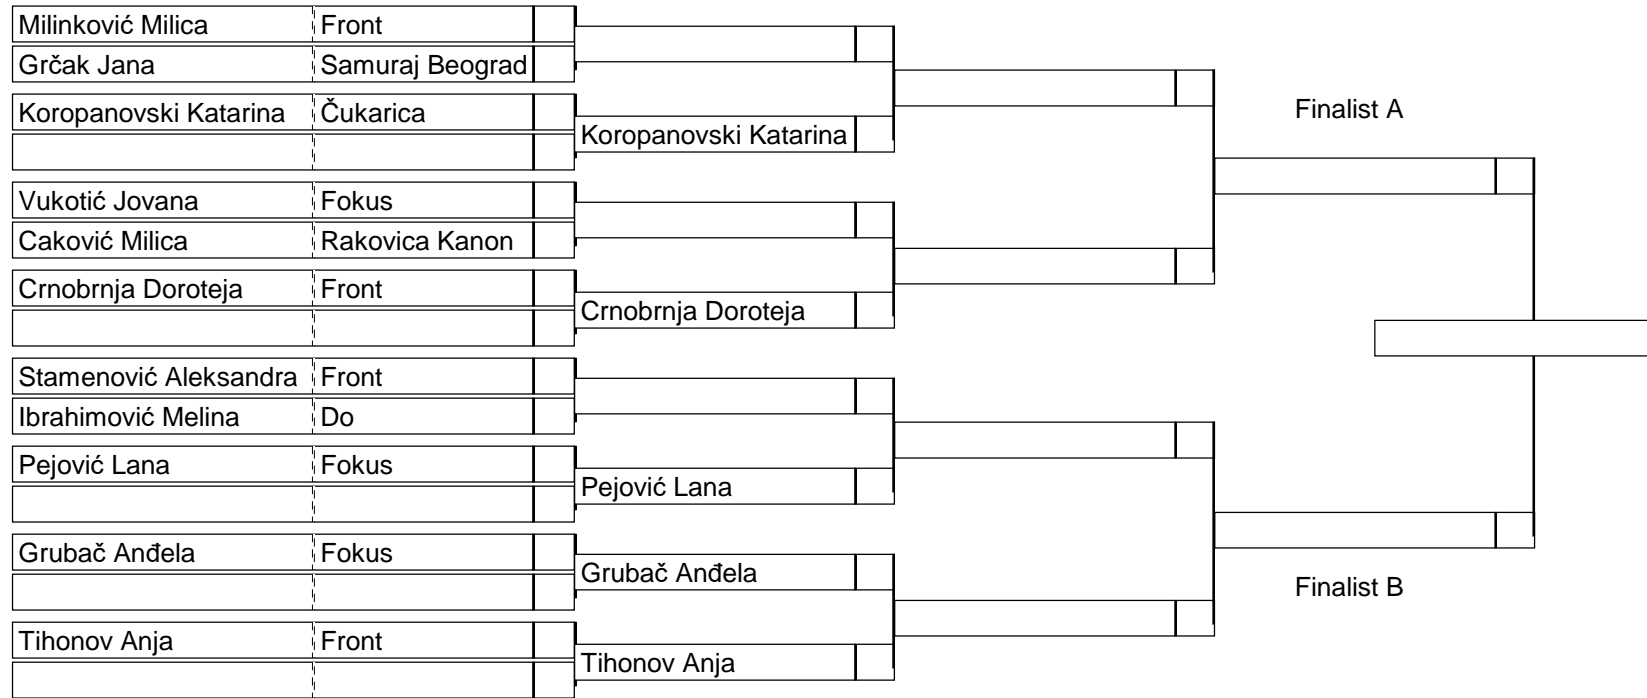 Milinković Milica Front
Grčak Jana Samuraj Beograd
Koropanovski Katarina Čukarica
Koropanovski Katarina
Vukotić Jovana Fokus
Caković Milica Rakovica Kanon
Crnobrnja Doroteja Front
Crnobrnja Doroteja
Stamenović Aleksandra Front
Ibrahimović Melina Do
Pejović Lana Fokus
Pejović Lana
Grubač Anđela Fokus
Grubač Anđela
Tihonov Anja Front
Tihonov Anja
Finalist A
Finalist B